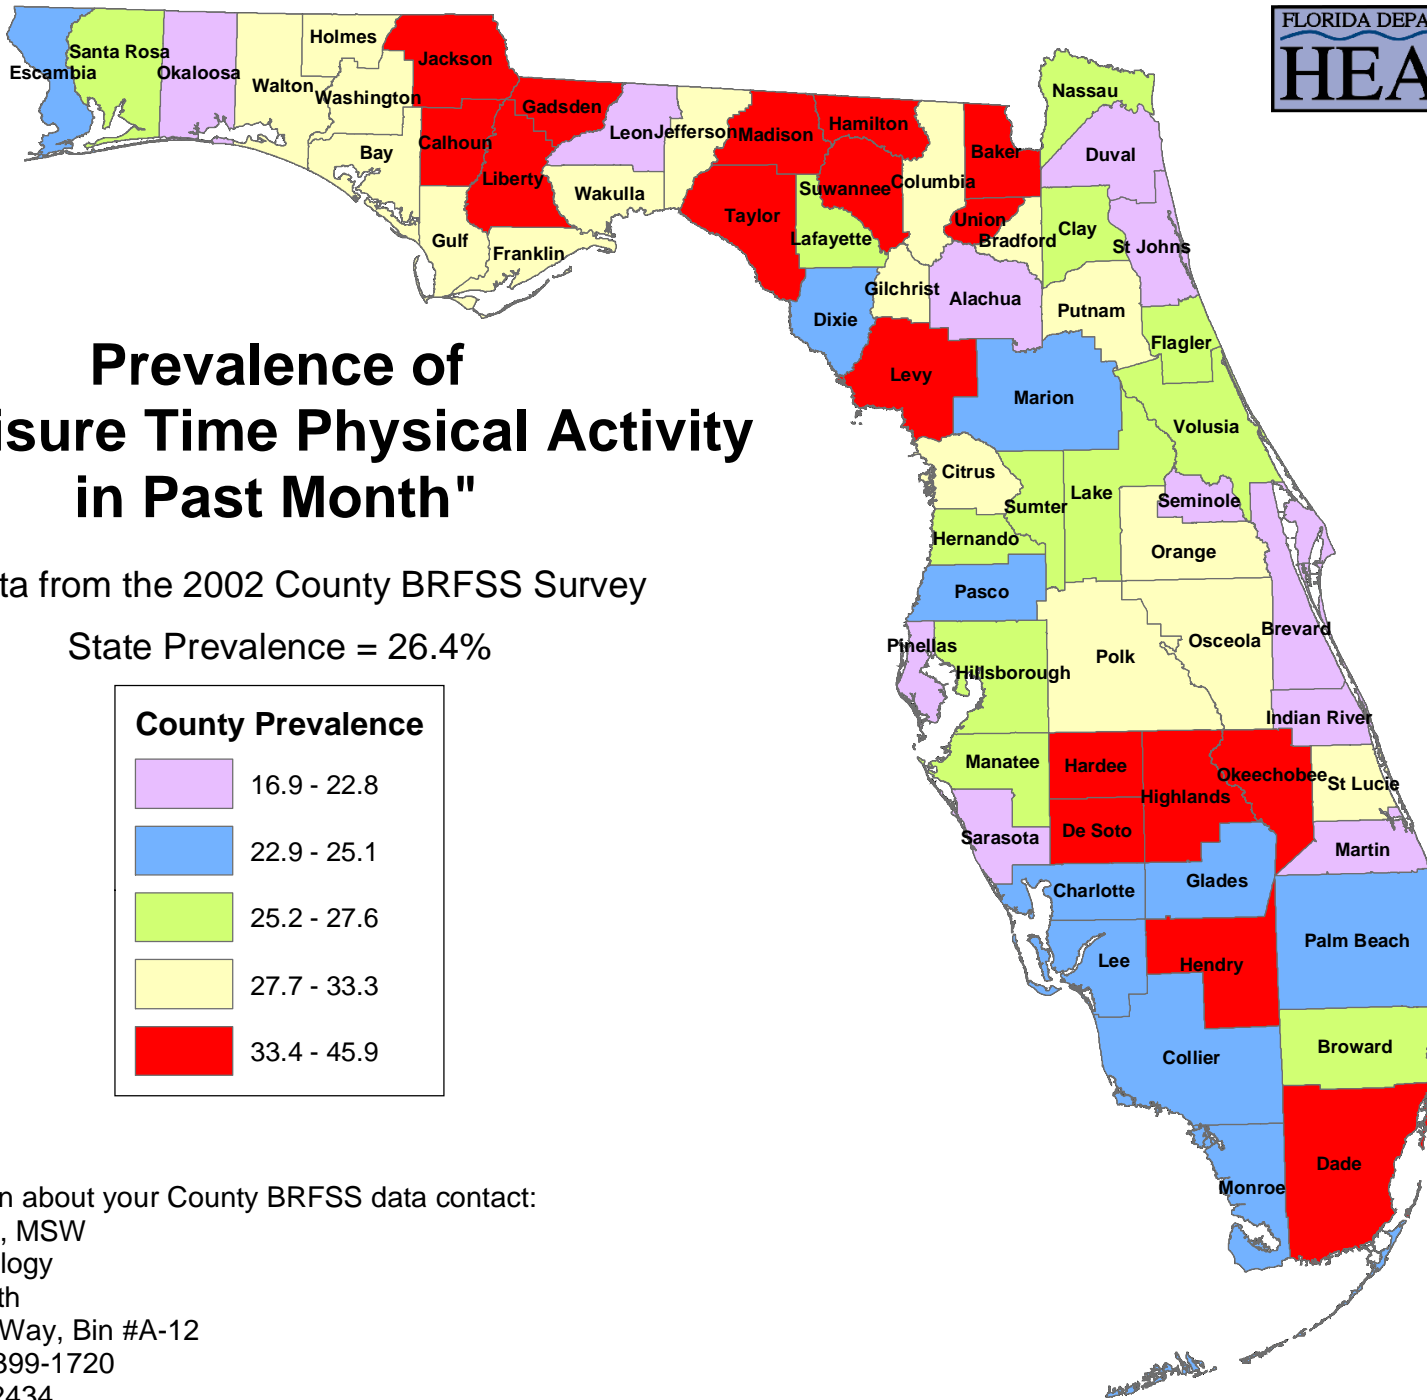 FLORIDA DEPA
HEA
Holmes
Jackson
Santa Rosa
Escambia
Okaloosa
Walton
Washington
Gadsden
Nassau
Leon
Jefferson
Madison
Hamilton
Calhoun
Bay
Baker
Duval
Liberty
Wakulla
Suwannee
Columbia
Taylor
Union
Lafayette
Bradford
Clay
St Johns
Gulf
Franklin
Gilchrist
Alachua
Putnam
Dixie
Flagler
Levy
Marion
Volusia
Citrus
Sumter
Lake
Seminole
Hernando
Orange
Pasco
Brevard
Pinellas
Osceola
Polk
Hillsborough
Indian River
Manatee
Hardee
Okeechobee
St Lucie
Highlands
Sarasota
De Soto
Martin
Charlotte
Glades
Palm Beach
Lee
Hendry
Broward
Collier
Dade
Monroe
Prevalence of
isure Time Physical Activity
in Past Month"
ta from the 2002 County BRFSS Survey
State Prevalence = 26.4%
County Prevalence
16.9 - 22.8
22.9 - 25.1
25.2 - 27.6
27.7 - 33.3
33.4 - 45.9
n about your County BRFSS data contact:
, MSW
logy
th
Way, Bin #A-12
399-1720
2434